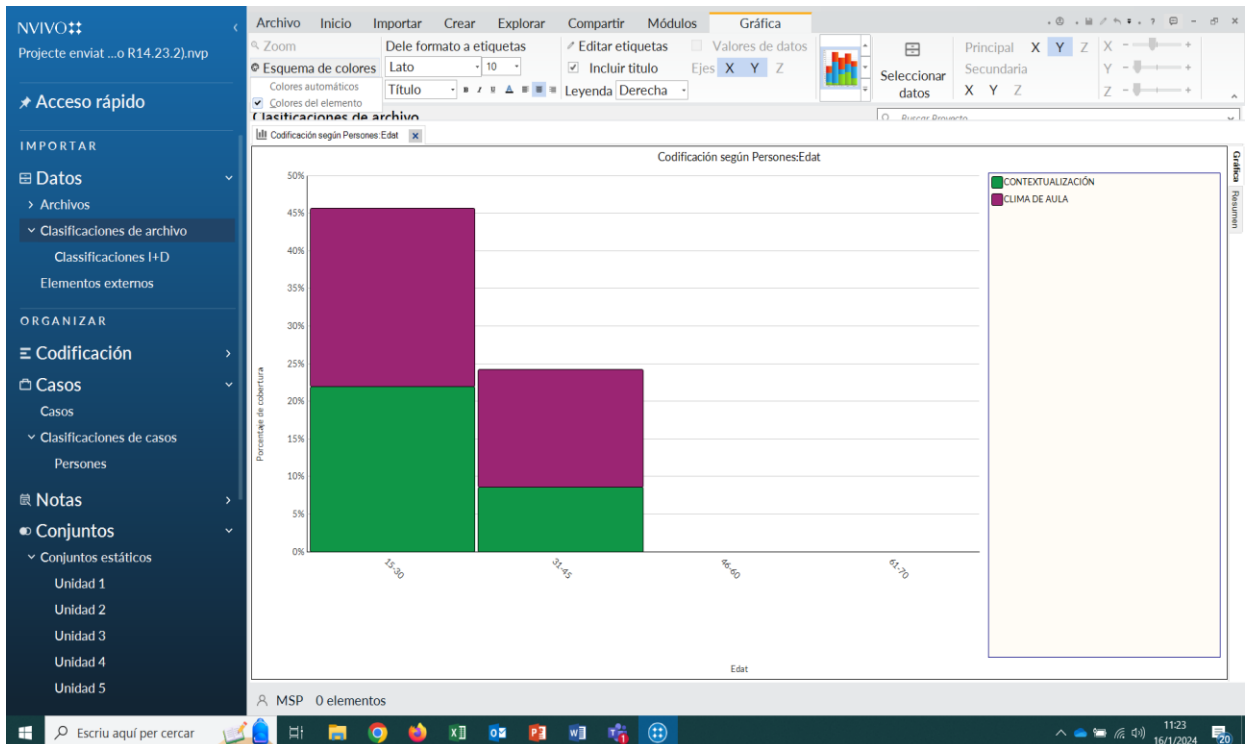 NVIVO
Projecte enviat ...o R14.23.2).nvp
Acceso rápido
IMPORTAR
Datos
Archivos
Clasificaciones de archivo
Classificaciones I+D
Elementos externos
ORGANIZAR
Codificación
Casos
Casos
Clasificaciones de casos
Persones
Notas
Conjuntos
Conjuntos estáticos
Unidad 1
Unidad 2
Unidad 3
Unidad 4
Unidad 5
Archivo Inicio Importar Crear Explorar Compartir Módulos Gráfica
Zoom
Esquema de colores
Colores automáticos
Colores del elemento
Dele formato a etiquetas
Lato 10
Título B I U A
Editar etiquetas
Incluir título
Leyenda Derecha
Valores de datos
Ejes X Y Z
Seleccionar
datos
Principal X Y Z
Secundaria
X Y Z
X - +
Y - +
Z - +
Clasificaciones de archivo
Buscar Proyecto
Codificación según Persones:Edat
Codificación según Persones:Edat
Porcentaje de cobertura
50%
45%
40%
35%
30%
25%
20%
15%
10%
5%
0%
15-30
31-45
46-60
61-70
Edat
CONTEXTUALIZACIÓN
CLIMA DE AULA
Gráfica
Resumen
MSP 0 elementos
Escriu aquí per cercar
11:23
16/1/2024
20